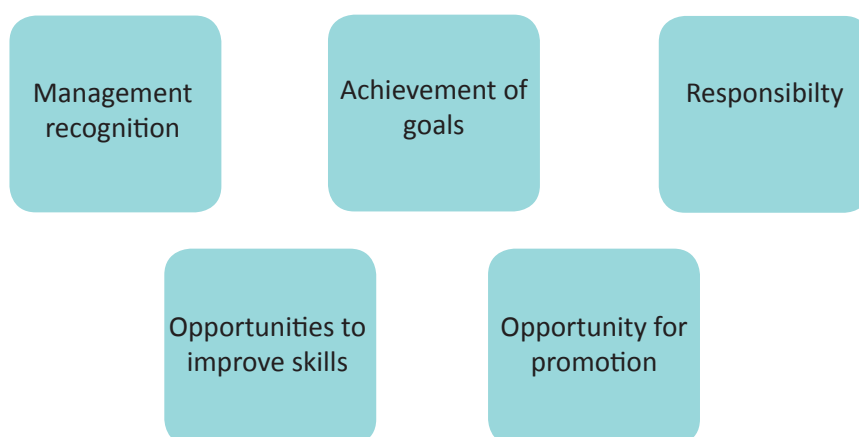 Management
recognition
Achievement of
goals
Responsibilty
Opportunities to
improve skills
Opportunity for
promotion